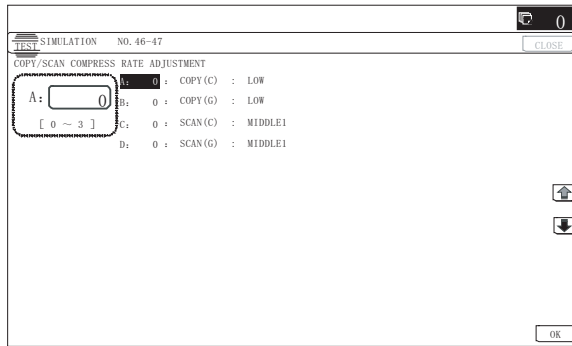 0
TEST SIMULATION NO. 46-47
CLOSE
COPY/SCAN COMPRESS RATE ADJUSTMENT
A: 0
[ 0 ~ 3 ]
A: 0 : COPY(C) : LOW
B: 0 : COPY(G) : LOW
C: 0 : SCAN(C) : MIDDLE1
D: 0 : SCAN(G) : MIDDLE1
OK